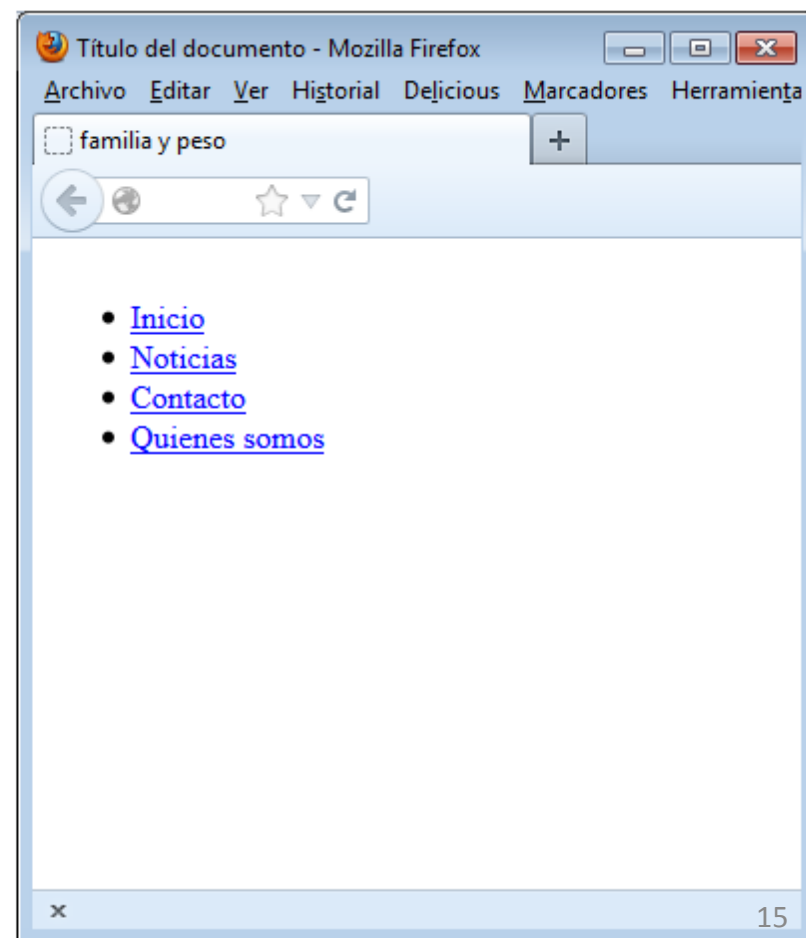 Título del documento - Mozilla Firefox
Archivo Editar Ver Historial Delicious Marcadores Herramienta
familia y peso
Inicio
Noticias
Contacto
Quienes somos
15